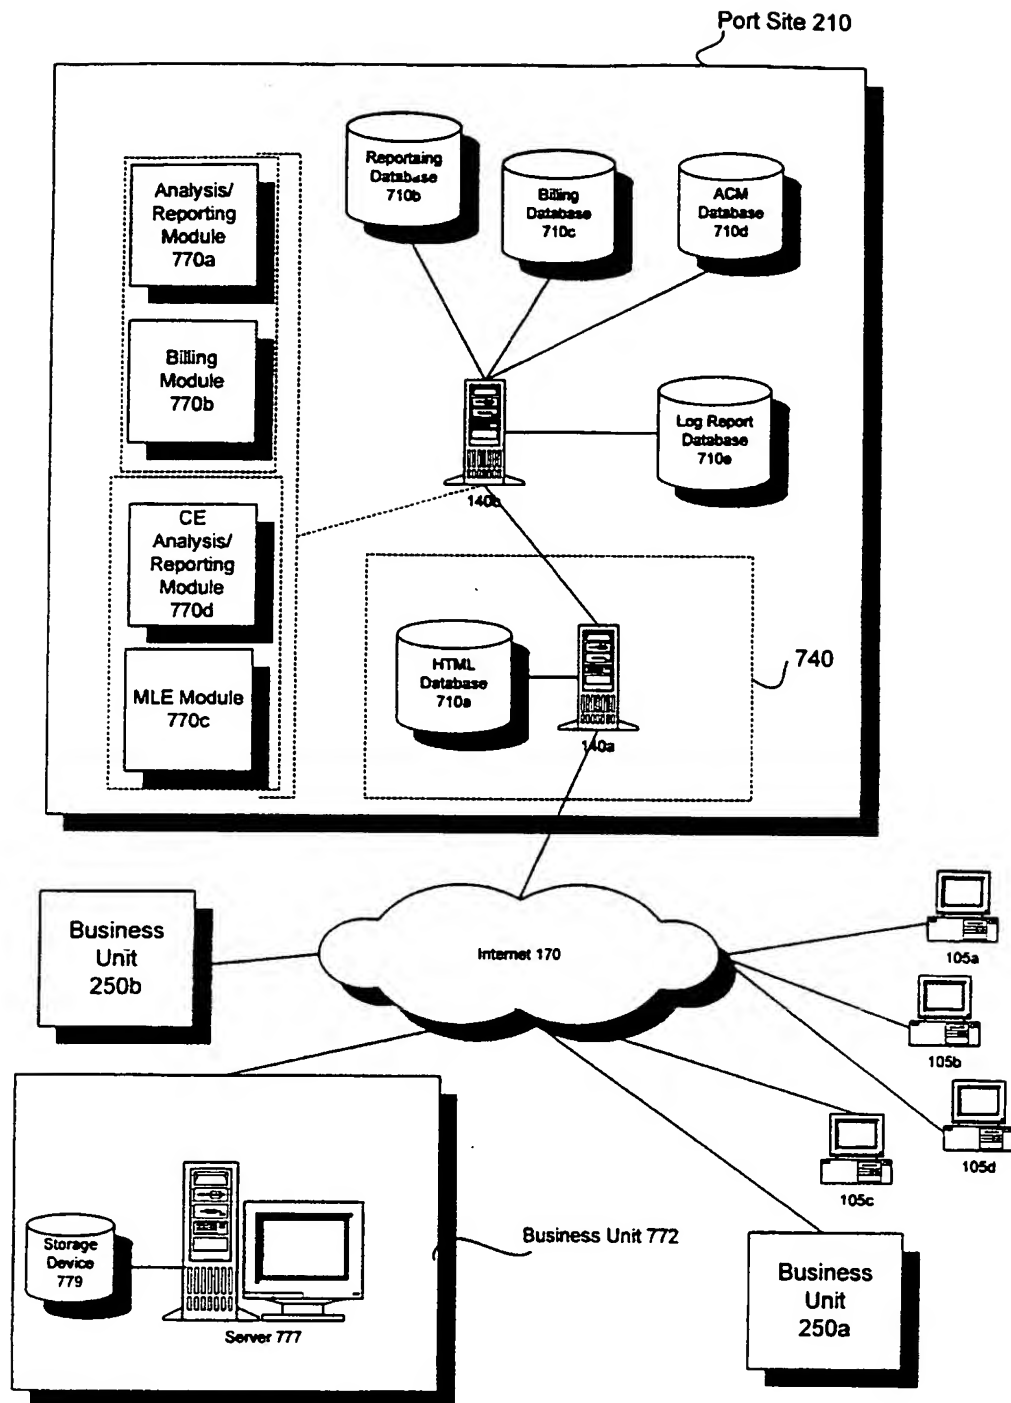 Port Site 210
Reportaing
Database
710b
Billing
Database
710c
ACM
Database
710d
Analysis/
Reporting
Module
770a
Billing
Module
770b
Log Report
Database
710e
140b
CE
Analysis/
Reporting
Module
770d
HTML
Database
710a
740
MLE Module
770c
140a
Business
Unit
250b
Internet 170
105a
105b
105d
105c
Storage
Device
779
Business Unit 772
Server 777
Business
Unit
250a